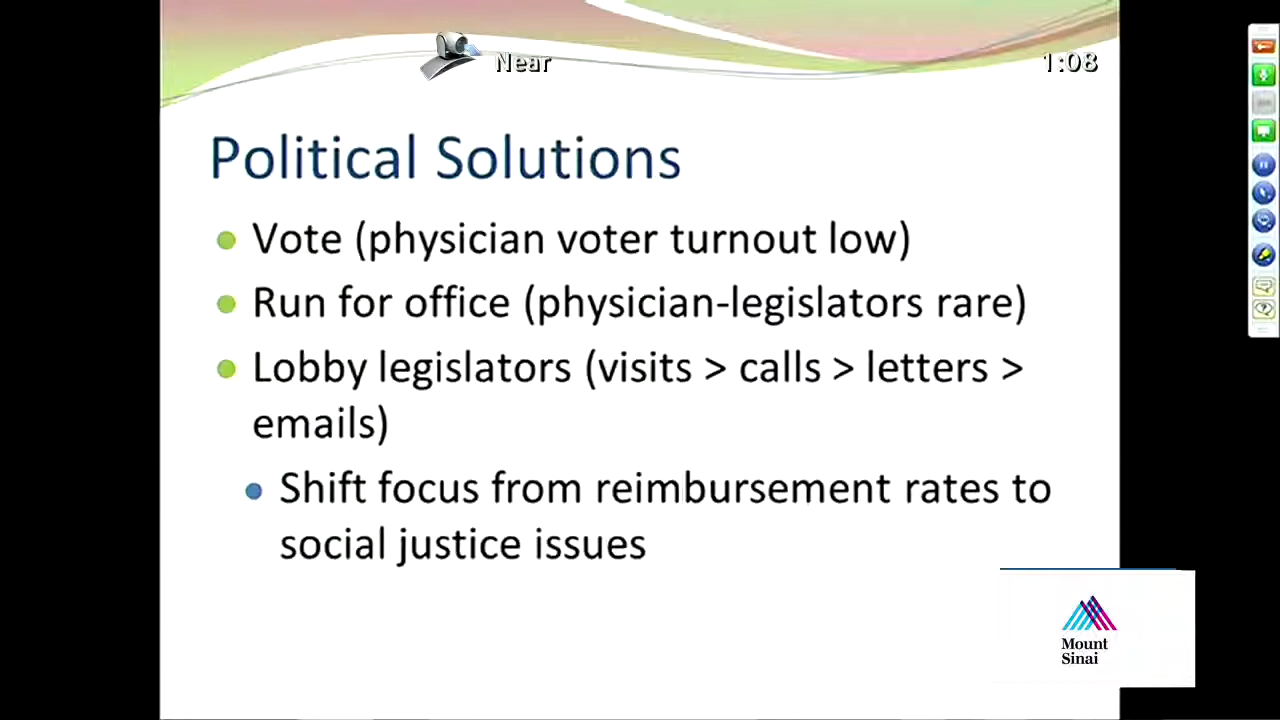 Near
1:08
Political Solutions
Vote (physician voter turnout low)
Run for office (physician-legislators rare)
Lobby legislators (visits > calls > letters >
emails)
Shift focus from reimbursement rates to
social justice issues
Mount
Sinai